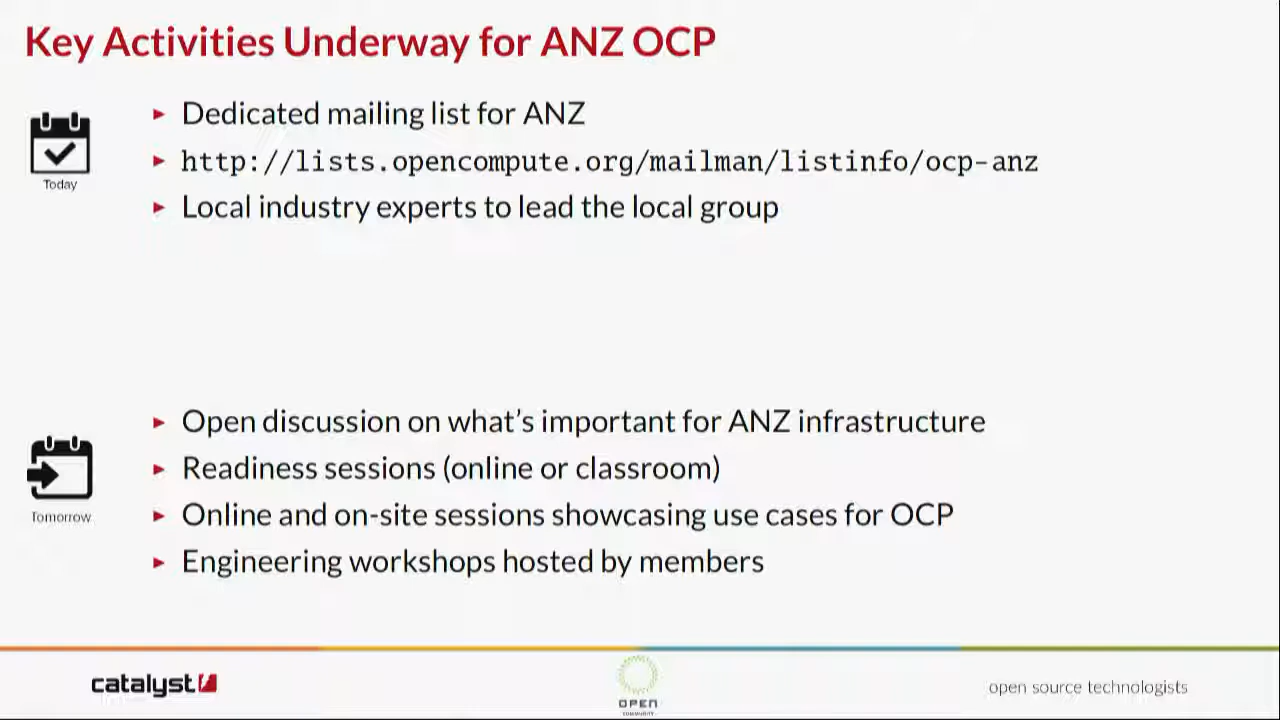 Key Activities Underway for ANZ OCP
Dedicated mailing list for ANZ
http://lists.opencompute.org/mailman/listinfo/ocp-anz
Today
Local industry experts to lead the local group
Open discussion on what's important for ANZ infrastructure
Readiness sessions (online or classroom)
Tomorrow
Online and on-site sessions showcasing use cases for OCP
Engineering workshops hosted by members
catalyst
OPEN
COMMUNITY
open source technologists